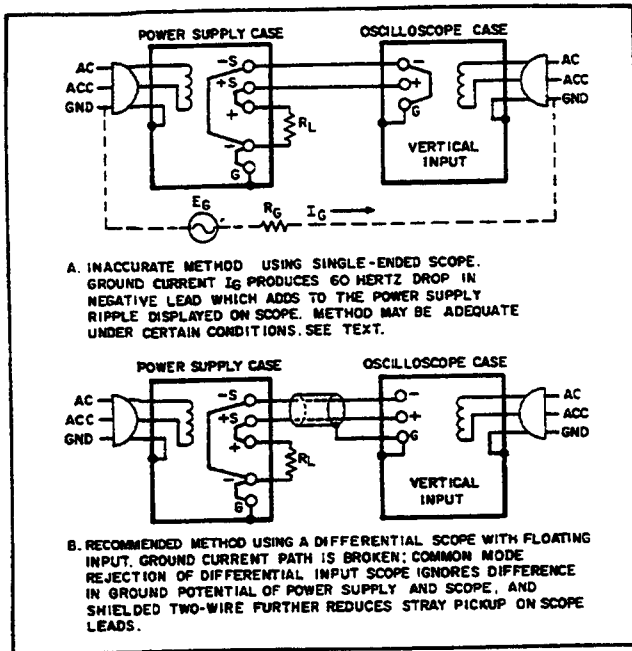 POWER SUPPLY CASE
OSCILLOSCOPE CASE
AC
ACC
GND
-S
+S
+
-
G
RL
-
+
G
VERTICAL
INPUT
AC
ACC
GND
EG
RG
IG
A. INACCURATE METHOD USING SINGLE-ENDED SCOPE.
GROUND CURRENT IG PRODUCES 60 HERTZ DROP IN
NEGATIVE LEAD WHICH ADDS TO THE POWER SUPPLY
RIPPLE DISPLAYED ON SCOPE. METHOD MAY BE ADEQUATE
UNDER CERTAIN CONDITIONS. SEE TEXT.
POWER SUPPLY CASE
OSCILLOSCOPE CASE
AC
ACC
GND
-S
+S
+
-
G
RL
-
+
G
VERTICAL
INPUT
AC
ACC
GND
B. RECOMMENDED METHOD USING A DIFFERENTIAL SCOPE WITH FLOATING
INPUT. GROUND CURRENT PATH IS BROKEN; COMMON MODE
REJECTION OF DIFFERENTIAL INPUT SCOPE IGNORES DIFFERENCE
IN GROUND POTENTIAL OF POWER SUPPLY AND SCOPE, AND
SHIELDED TWO-WIRE FURTHER REDUCES STRAY PICKUP ON SCOPE
LEADS.